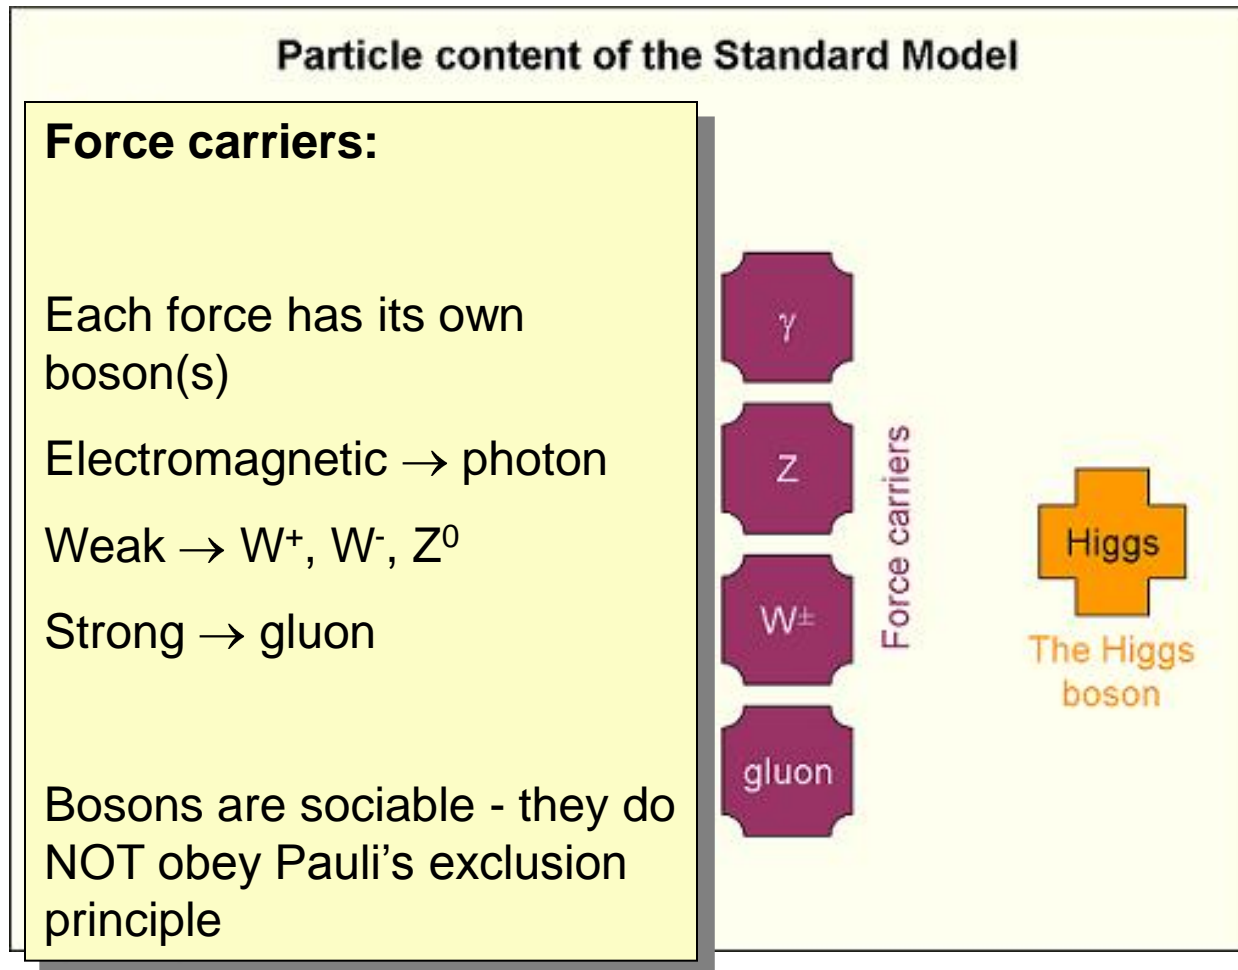 Particle content of the Standard Model
Force carriers:
Each force has its own
boson(s)
Electromagnetic → photon
Weak → W⁺, W⁻, Z⁰
Strong → gluon
Bosons are sociable - they do
NOT obey Pauli’s exclusion
principle
γ
Z
W±
gluon
Force carriers
Higgs
The Higgs
boson